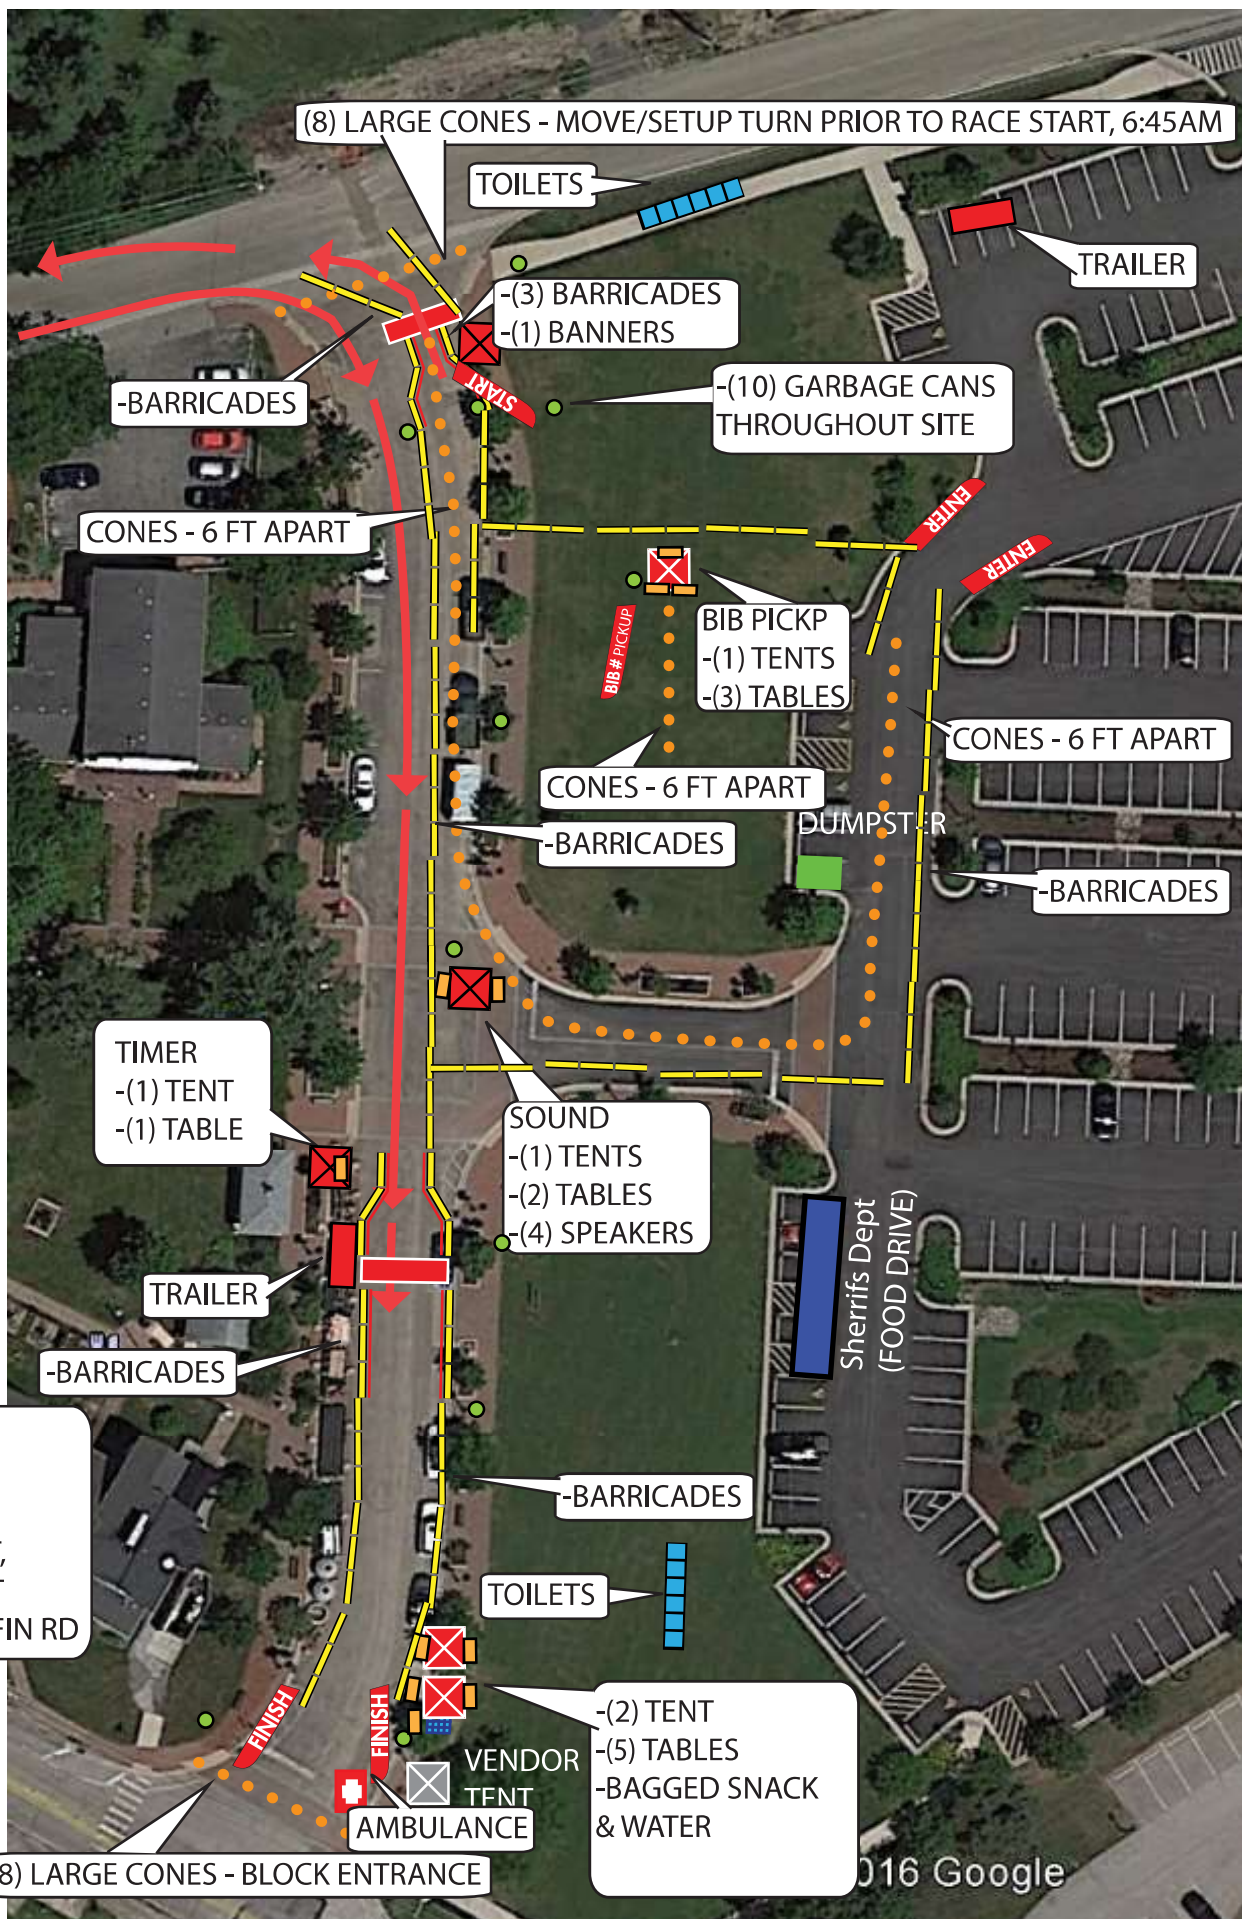 (8) LARGE CONES - MOVE/SETUP TURN PRIOR TO RACE START, 6:45AM
TOILETS
TRAILER
-(3) BARRICADES
-(1) BANNERS
-BARRICADES
START
-(10) GARBAGE CANS
THROUGHOUT SITE
CONES - 6 FT APART
ENTER
ENTER
BIB PICKP
-(1) TENTS
-(3) TABLES
BIB # PICKUP
CONES - 6 FT APART
CONES - 6 FT APART
DUMPSTER
-BARRICADES
-BARRICADES
TIMER
-(1) TENT
-(1) TABLE
SOUND
-(1) TENTS
-(2) TABLES
-(4) SPEAKERS
Sherrifs Dept
(FOOD DRIVE)
TRAILER
-BARRICADES
-BARRICADES
TOILETS
FIN RD
FINISH
FINISH
-(2) TENT
-(5) TABLES
-BAGGED SNACK
& WATER
VENDOR
TENT
AMBULANCE
8) LARGE CONES - BLOCK ENTRANCE
016 Google